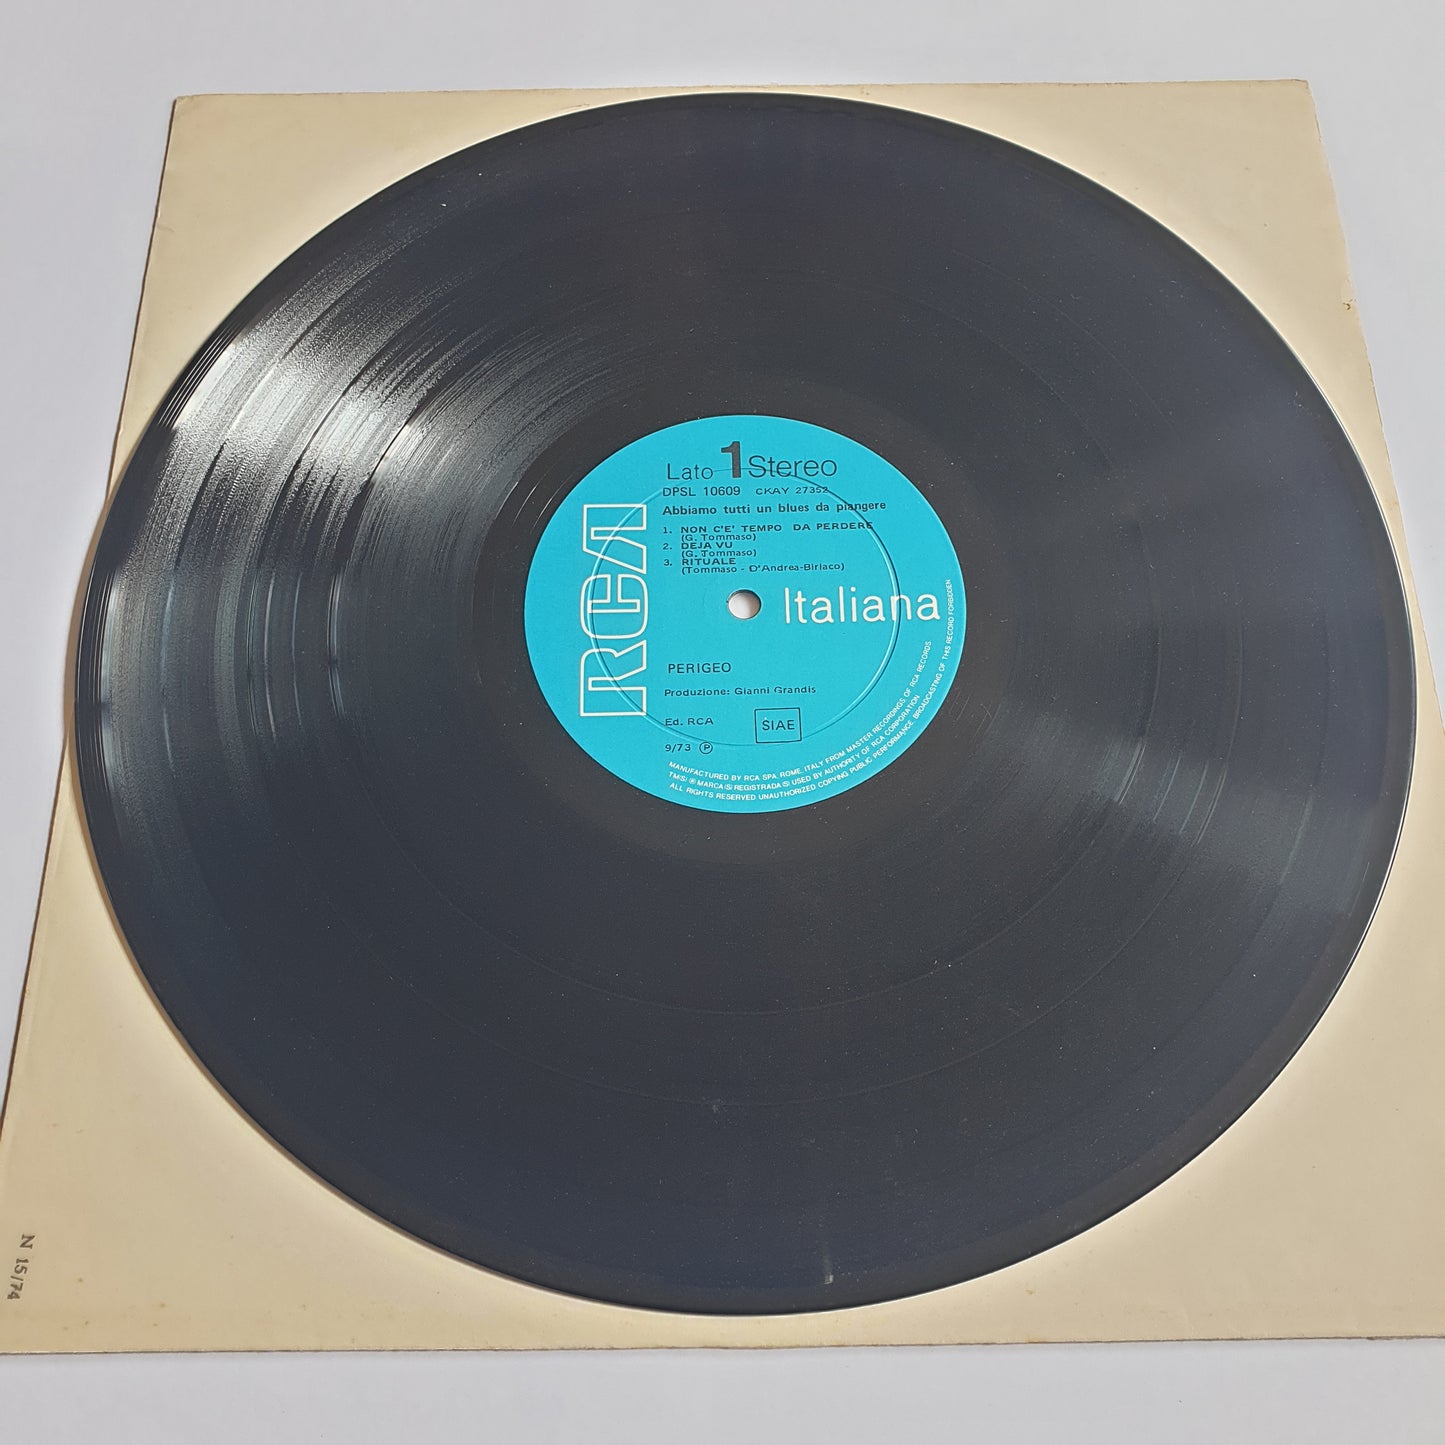 Lato 1 Stereo
DPSL 10609 CKAY 27352
Abbiamo tutti un blues da piangere
1. NON C'E' TEMPO DA PERDERE
(G. Tommaso)
2. DEJA VU
(G. Tommaso)
3. RITUALE
(Tommaso - D'Andrea-Biriaco)
RCA Italiana
PERIGEO
Produzione: Gianni Grandis
Ed. RCA SIAE
9/73 Ⓟ
MANUFACTURED BY RCA SPA, ROME, ITALY FROM MASTER RECORDINGS OF RCA RECORDS
TM(S) ® MARCA(S) REGISTRADA(S) USED BY AUTHORITY OF RCA CORPORATION
ALL RIGHTS RESERVED UNAUTHORIZED COPYING, PUBLIC PERFORMANCE, BROADCASTING OF THIS RECORD FORBIDDEN
N 15/74